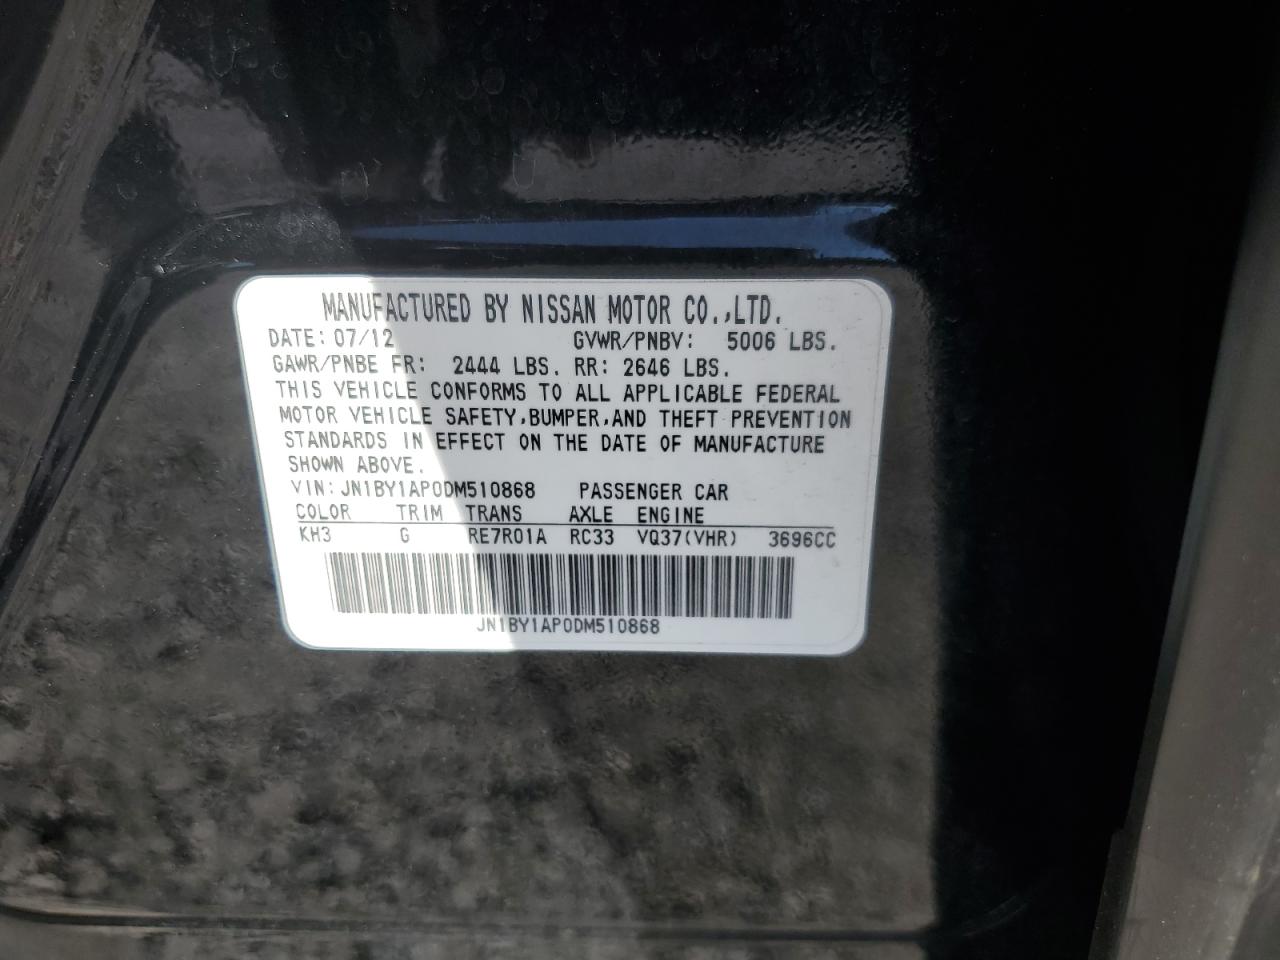 MANUFACTURED BY NISSAN MOTOR CO.,LTD.
DATE: 07/12 GVWR/PNBV: 5006 LBS.
GAWR/PNBE FR: 2444 LBS. RR: 2646 LBS.
THIS VEHICLE CONFORMS TO ALL APPLICABLE FEDERAL
MOTOR VEHICLE SAFETY,BUMPER,AND THEFT PREVENTION
STANDARDS IN EFFECT ON THE DATE OF MANUFACTURE
SHOWN ABOVE.
VIN: JN1BY1AP0DM510868 PASSENGER CAR
COLOR TRIM TRANS AXLE ENGINE
KH3 G RE7R01A RC33 VQ37(VHR) 3696CC
JN1BY1AP0DM510868